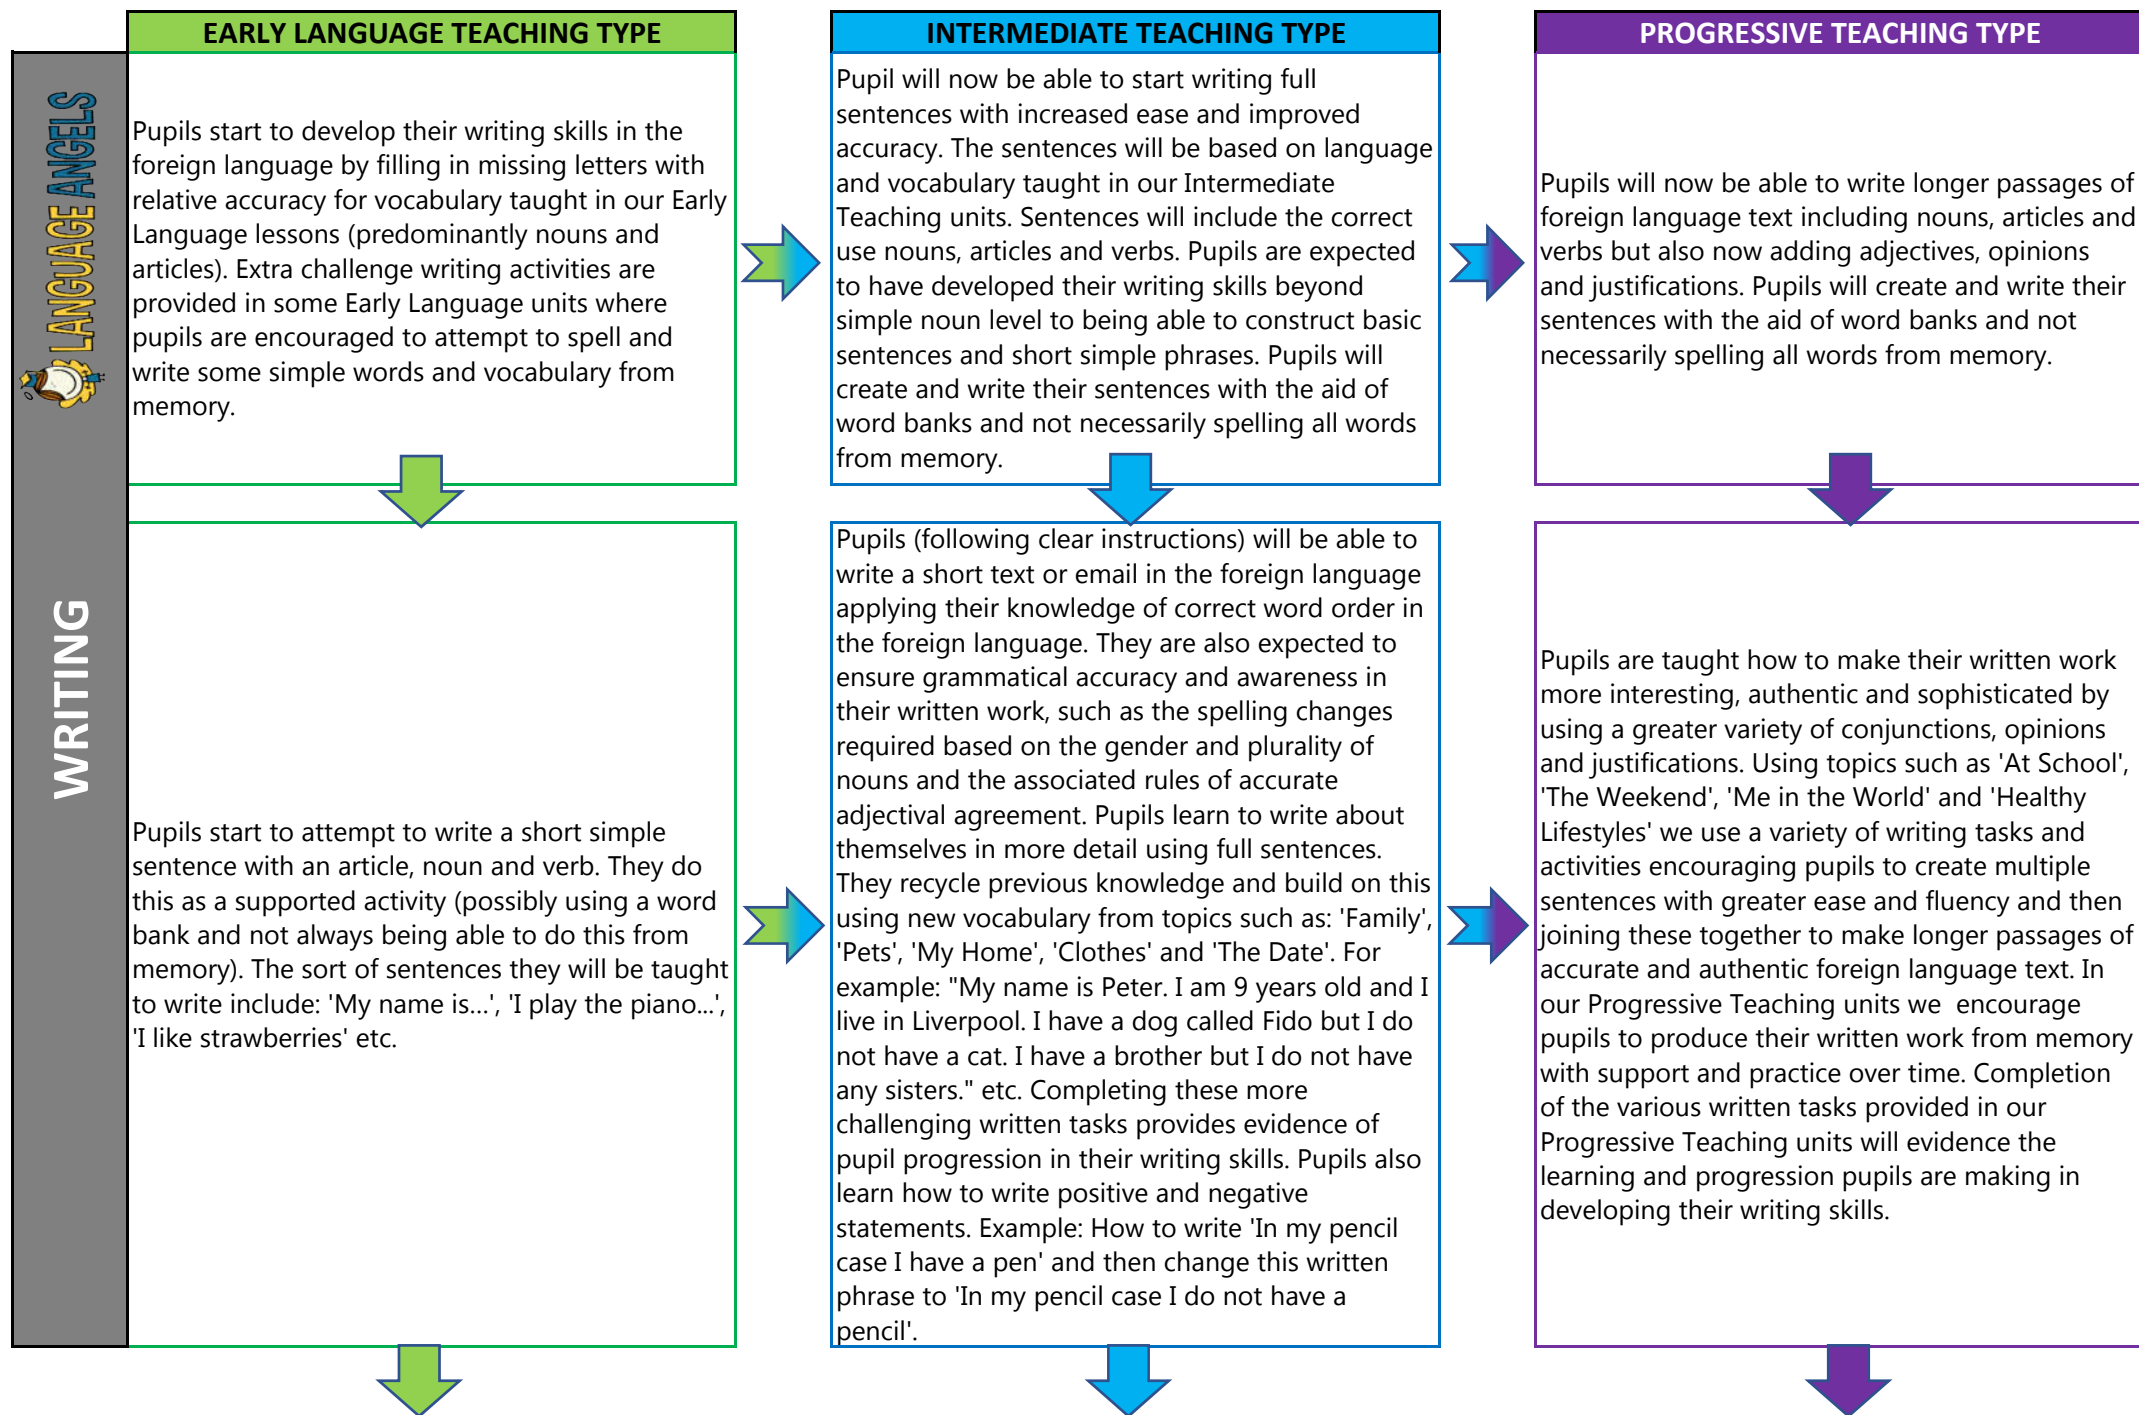 EARLY LANGUAGE TEACHING TYPE
INTERMEDIATE TEACHING TYPE
PROGRESSIVE TEACHING TYPE
LANGUAGE ANGELS
WRITING
Pupils start to develop their writing skills in the
foreign language by filling in missing letters with
relative accuracy for vocabulary taught in our Early
Language lessons (predominantly nouns and
articles). Extra challenge writing activities are
provided in some Early Language units where
pupils are encouraged to attempt to spell and
write some simple words and vocabulary from
memory.
Pupil will now be able to start writing full
sentences with increased ease and improved
accuracy. The sentences will be based on language
and vocabulary taught in our Intermediate
Teaching units. Sentences will include the correct
use nouns, articles and verbs. Pupils are expected
to have developed their writing skills beyond
simple noun level to being able to construct basic
sentences and short simple phrases. Pupils will
create and write their sentences with the aid of
word banks and not necessarily spelling all words
from memory.
Pupils will now be able to write longer passages of
foreign language text including nouns, articles and
verbs but also now adding adjectives, opinions
and justifications. Pupils will create and write their
sentences with the aid of word banks and not
necessarily spelling all words from memory.
Pupils start to attempt to write a short simple
sentence with an article, noun and verb. They do
this as a supported activity (possibly using a word
bank and not always being able to do this from
memory). The sort of sentences they will be taught
to write include: 'My name is...', 'I play the piano...',
'I like strawberries' etc.
Pupils (following clear instructions) will be able to
write a short text or email in the foreign language
applying their knowledge of correct word order in
the foreign language. They are also expected to
ensure grammatical accuracy and awareness in
their written work, such as the spelling changes
required based on the gender and plurality of
nouns and the associated rules of accurate
adjectival agreement. Pupils learn to write about
themselves in more detail using full sentences.
They recycle previous knowledge and build on this
using new vocabulary from topics such as: 'Family',
'Pets', 'My Home', 'Clothes' and 'The Date'. For
example: "My name is Peter. I am 9 years old and I
live in Liverpool. I have a dog called Fido but I do
not have a cat. I have a brother but I do not have
any sisters." etc. Completing these more
challenging written tasks provides evidence of
pupil progression in their writing skills. Pupils also
learn how to write positive and negative
statements. Example: How to write 'In my pencil
case I have a pen' and then change this written
phrase to 'In my pencil case I do not have a
pencil'.
Pupils are taught how to make their written work
more interesting, authentic and sophisticated by
using a greater variety of conjunctions, opinions
and justifications. Using topics such as 'At School',
'The Weekend', 'Me in the World' and 'Healthy
Lifestyles' we use a variety of writing tasks and
activities encouraging pupils to create multiple
sentences with greater ease and fluency and then
joining these together to make longer passages of
accurate and authentic foreign language text. In
our Progressive Teaching units we  encourage
pupils to produce their written work from memory
with support and practice over time. Completion
of the various written tasks provided in our
Progressive Teaching units will evidence the
learning and progression pupils are making in
developing their writing skills.